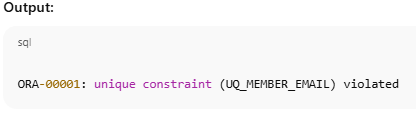 Output:
sql
ORA-00001: unique constraint (UQ_MEMBER_EMAIL) violated